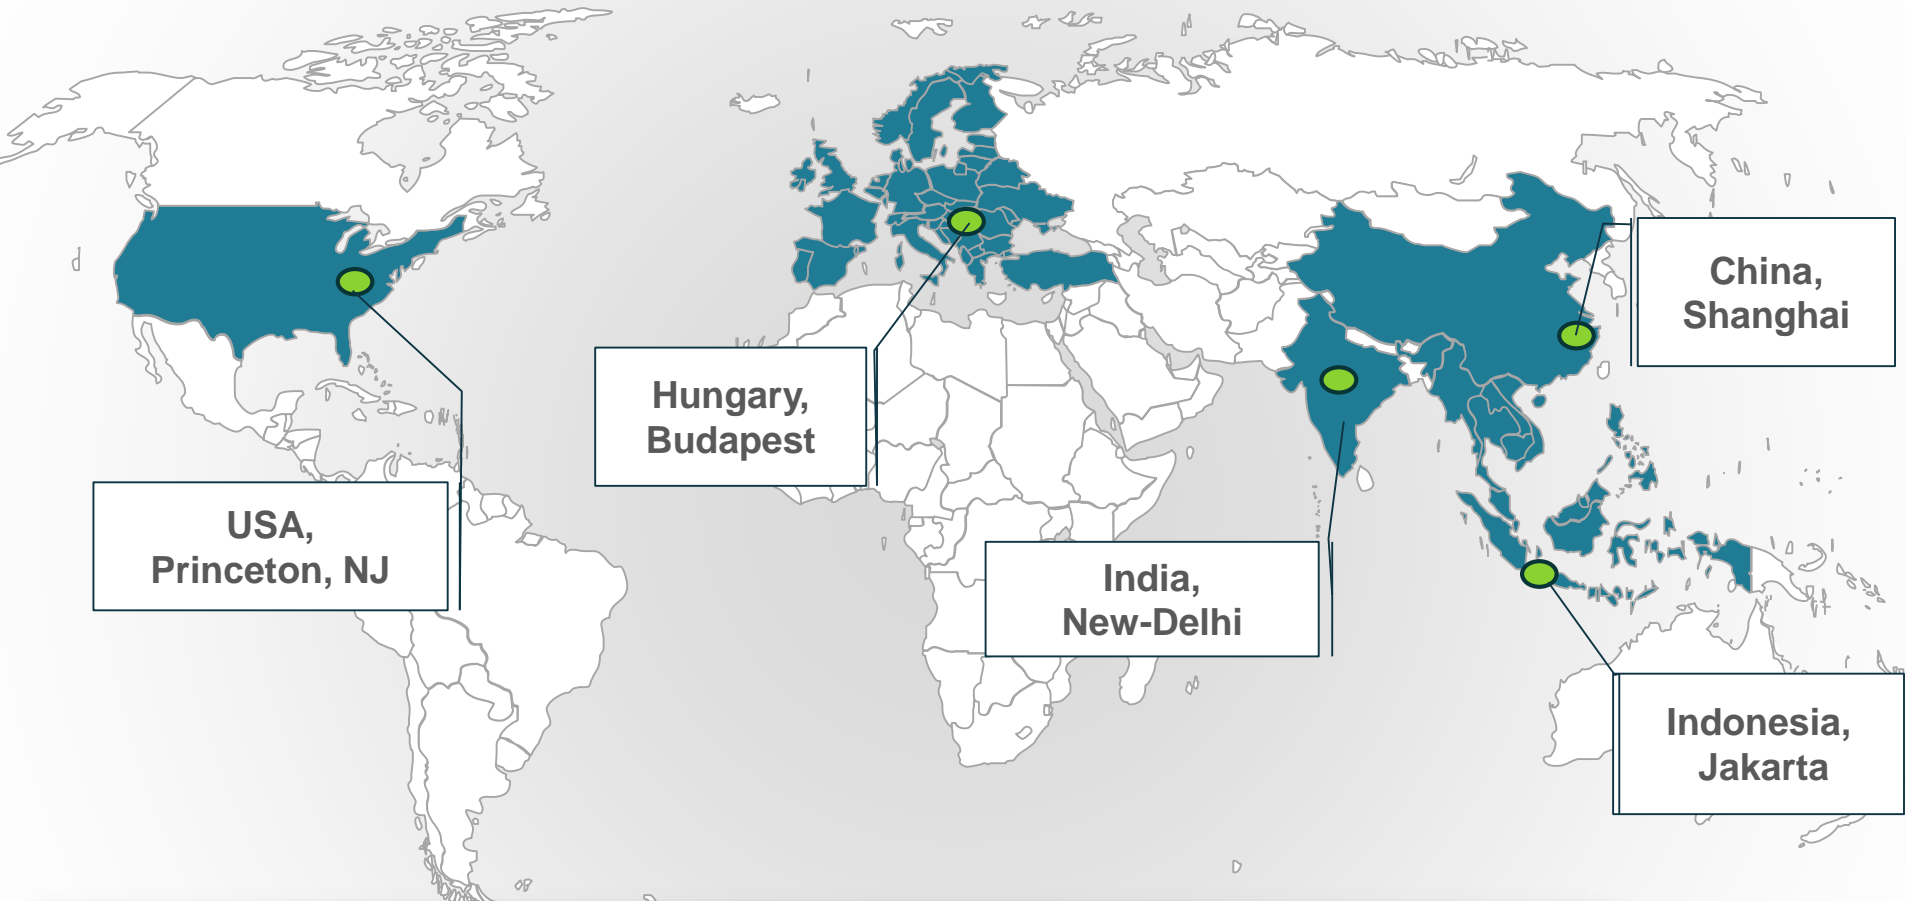 China,
Shanghai
Hungary,
Budapest
USA,
Princeton, NJ
India,
New-Delhi
Indonesia,
Jakarta